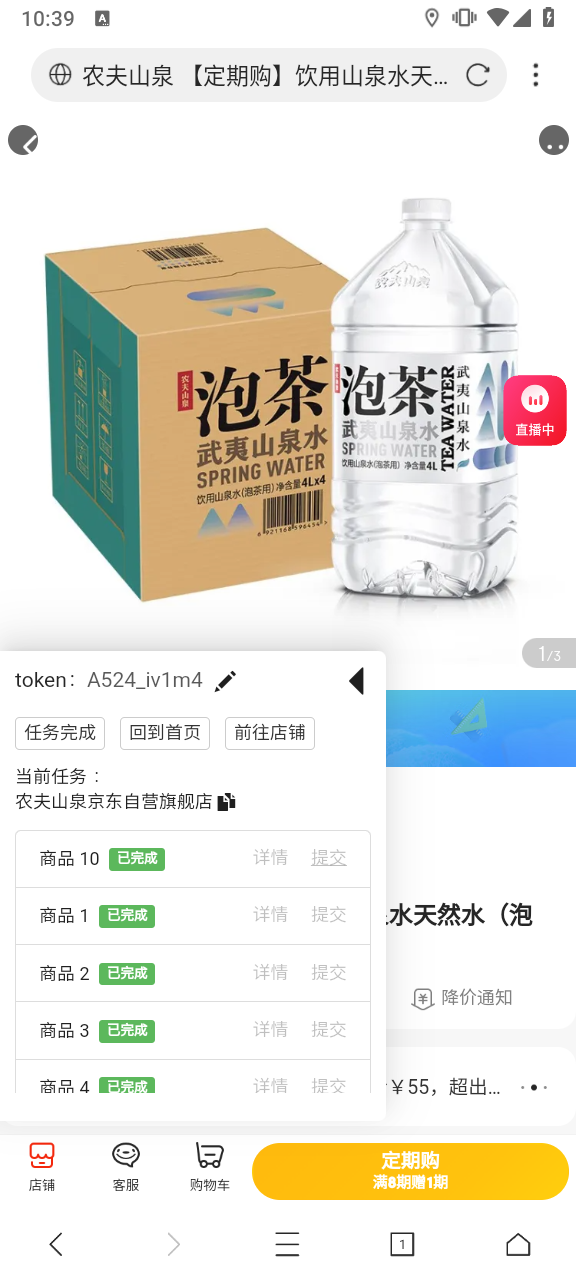 10:39
A
农夫山泉 【定期购】饮用山泉水天...
农夫山泉
泡茶
武夷山泉水
SPRING WATER
饮用山泉水(泡茶用) 净含量4Lx4
6 921168 596454
农夫山泉
泡茶
武夷山泉水
SPRING WATER
饮用山泉水(泡茶用) 净含量4L
TEA WATER
武夷山泉水
直播中
1/3
token： A524_iv1m4
任务完成
回到首页
前往店铺
当前任务：
农夫山泉京东自营旗舰店
商品 10 已完成 详情 提交
商品 1 已完成 详情 提交
商品 2 已完成 详情 提交
商品 3 已完成 详情 提交
商品 4 已完成 详情 提交
水天然水（泡
降价通知
￥55，超出...
店铺
客服
购物车
定期购
满8期赠1期
1